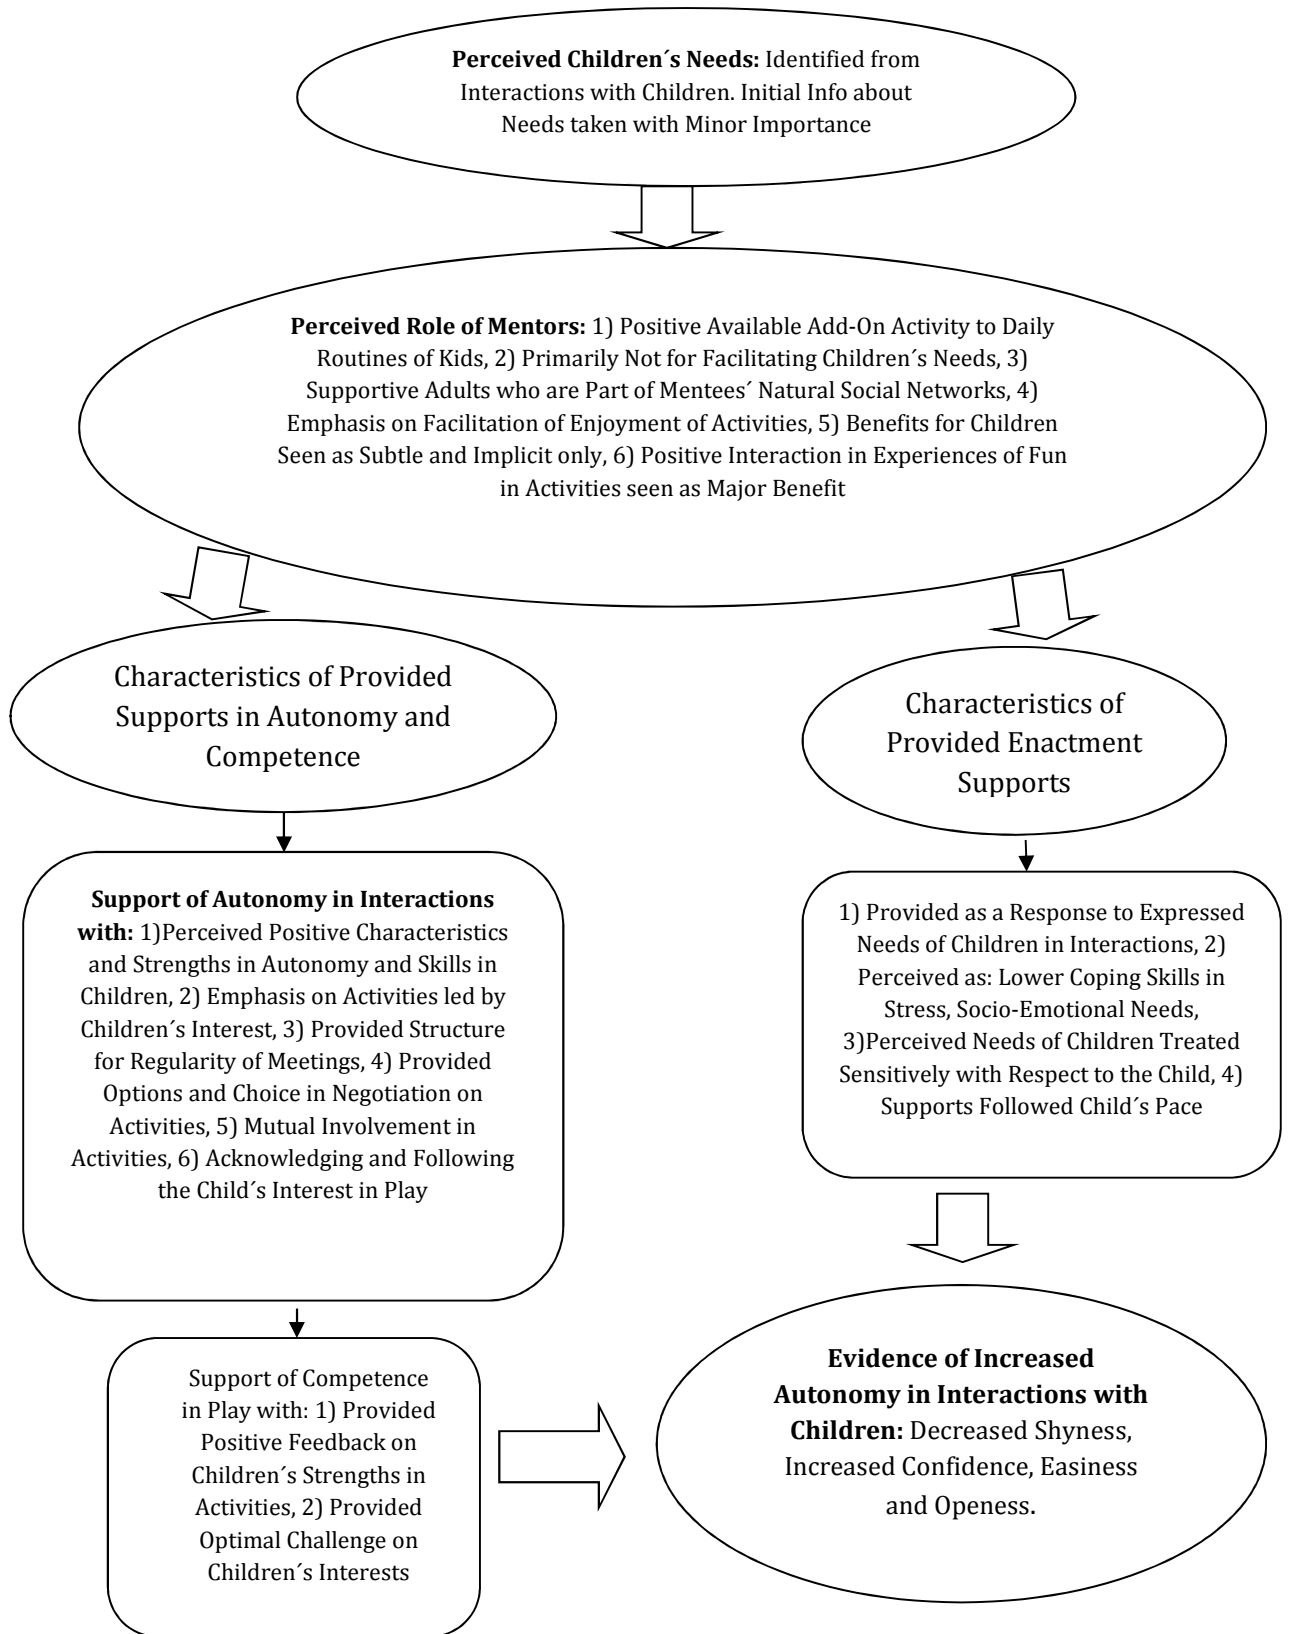 Perceived Children´s Needs: Identified from
Interactions with Children. Initial Info about
Needs taken with Minor Importance
Perceived Role of Mentors: 1) Positive Available Add-On Activity to Daily
Routines of Kids, 2) Primarily Not for Facilitating Children´s Needs, 3)
Supportive Adults who are Part of Mentees´ Natural Social Networks, 4)
Emphasis on Facilitation of Enjoyment of Activities, 5) Benefits for Children
Seen as Subtle and Implicit only, 6) Positive Interaction in Experiences of Fun
in Activities seen as Major Benefit
Characteristics of Provided
Supports in Autonomy and
Competence
Characteristics of
Provided Enactment
Supports
Support of Autonomy in Interactions
with: 1)Perceived Positive Characteristics
and Strengths in Autonomy and Skills in
Children, 2) Emphasis on Activities led by
Children´s Interest, 3) Provided Structure
for Regularity of Meetings, 4) Provided
Options and Choice in Negotiation on
Activities, 5) Mutual Involvement in
Activities, 6) Acknowledging and Following
the Child´s Interest in Play
1) Provided as a Response to Expressed
Needs of Children in Interactions, 2)
Perceived as: Lower Coping Skills in
Stress, Socio-Emotional Needs,
3)Perceived Needs of Children Treated
Sensitively with Respect to the Child, 4)
Supports Followed Child´s Pace
Support of Competence
in Play with: 1) Provided
Positive Feedback on
Children´s Strengths in
Activities, 2) Provided
Optimal Challenge on
Children´s Interests
Evidence of Increased
Autonomy in Interactions with
Children: Decreased Shyness,
Increased Confidence, Easiness
and Openess.